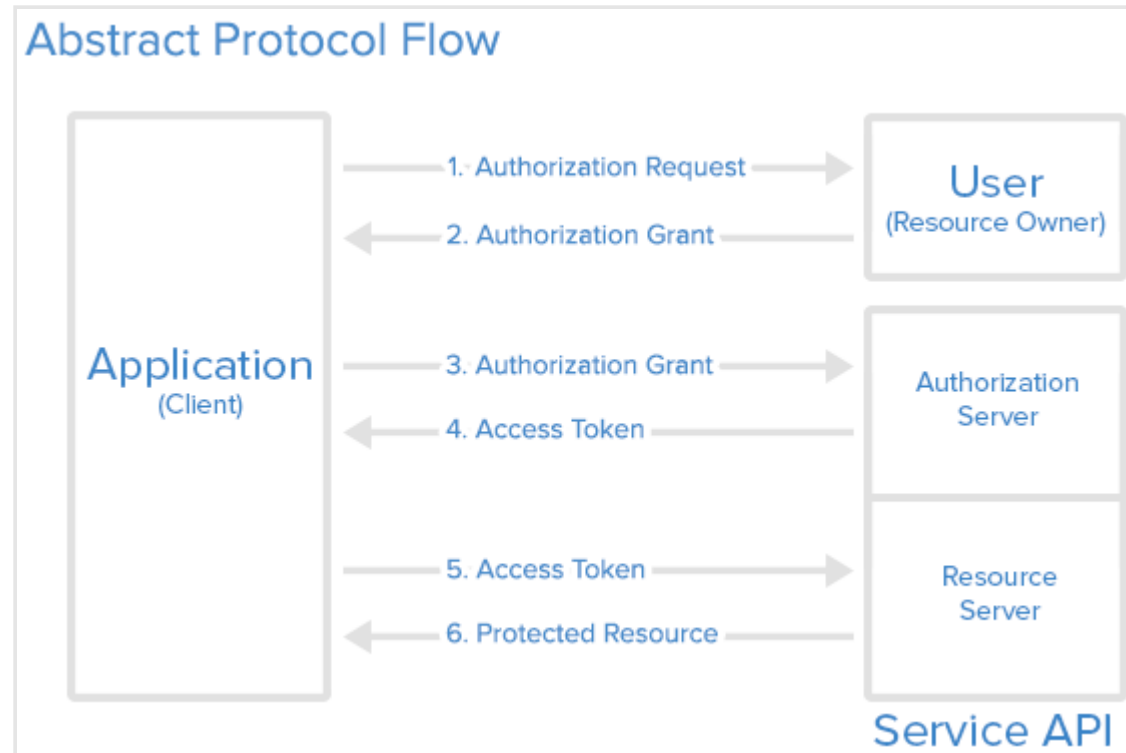 Abstract Protocol Flow
1. Authorization Request
User
(Resource Owner)
2. Authorization Grant
Application
(Client)
3. Authorization Grant
Authorization
Server
4. Access Token
5. Access Token
Resource
Server
6. Protected Resource
Service API